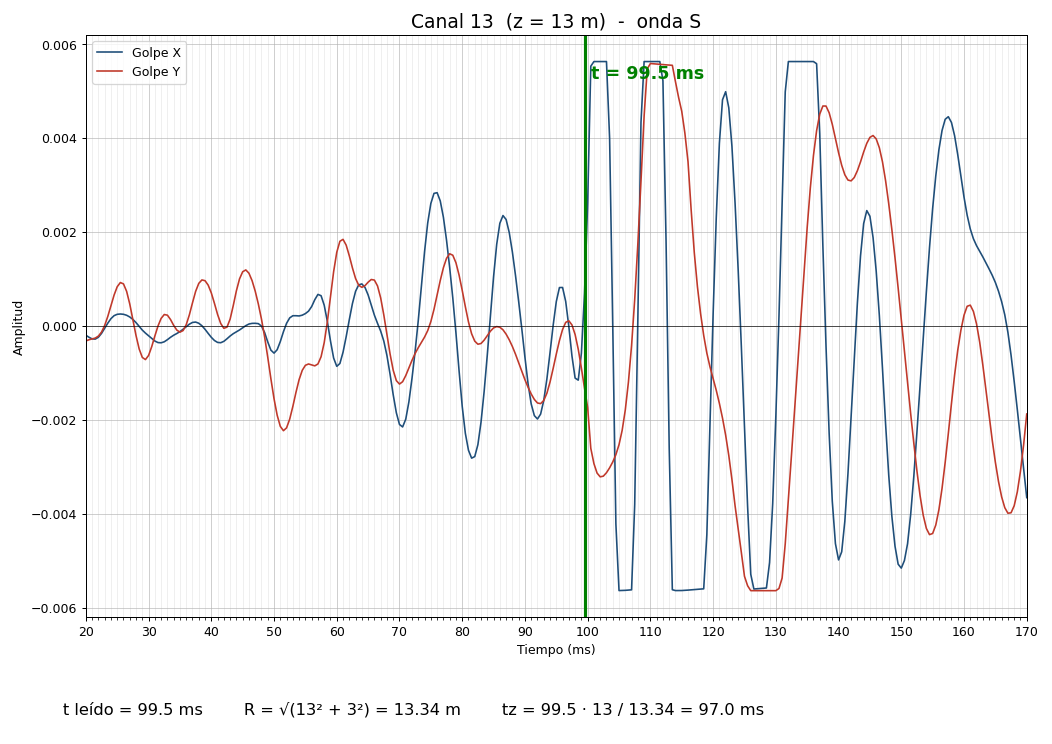 Canal 13 (z = 13 m) - onda S
Golpe X
Golpe Y
t = 99.5 ms
Amplitud
0.006
0.004
0.002
0.000
−0.002
−0.004
−0.006
20 30 40 50 60 70 80 90 100 110 120 130 140 150 160 170
Tiempo (ms)
t leído = 99.5 ms R = √(13² + 3²) = 13.34 m tz = 99.5 · 13 / 13.34 = 97.0 ms